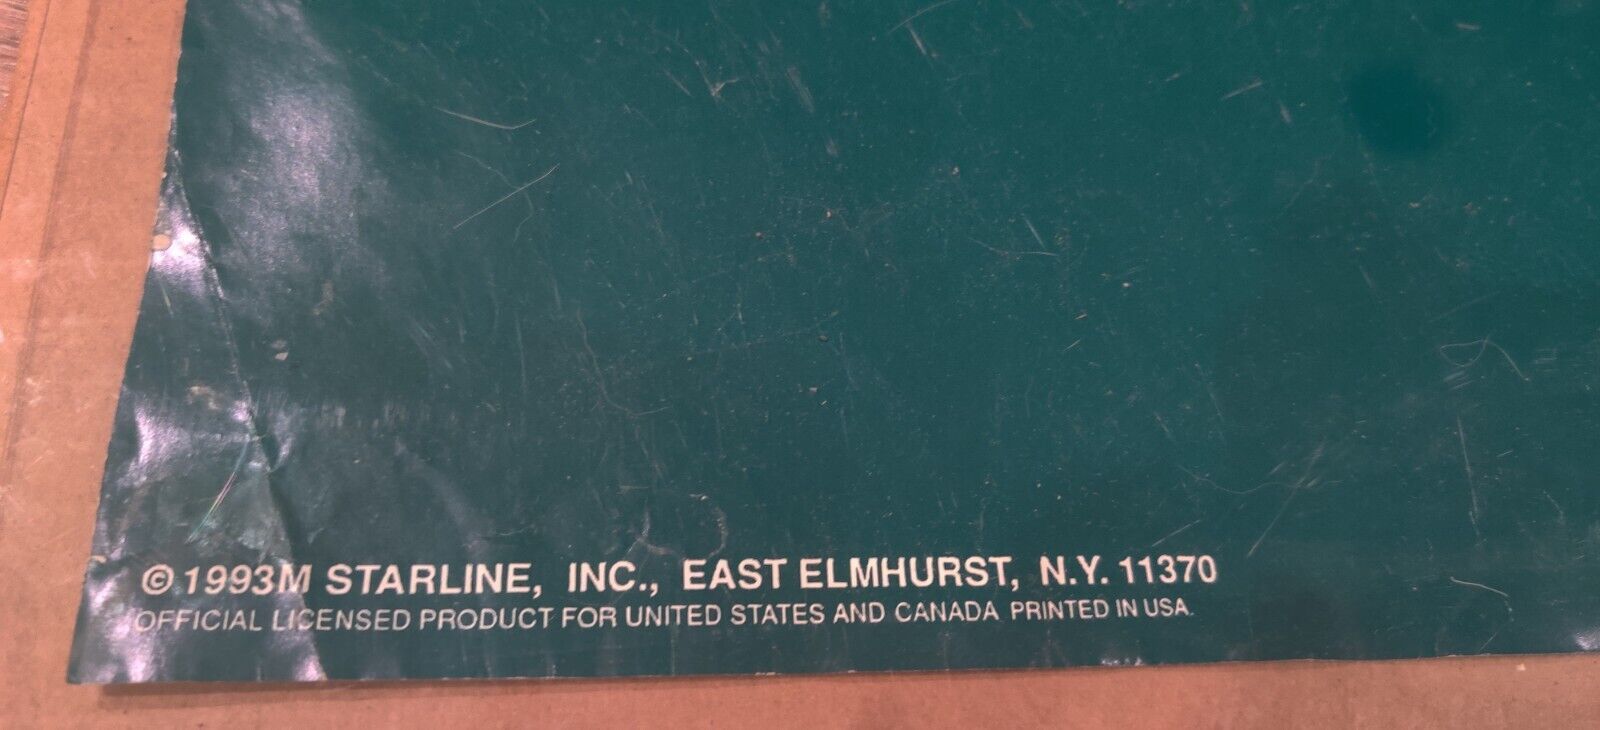 © 1993M STARLINE, INC., EAST ELMHURST, N.Y. 11370
OFFICIAL LICENSED PRODUCT FOR UNITED STATES AND CANADA PRINTED IN USA.